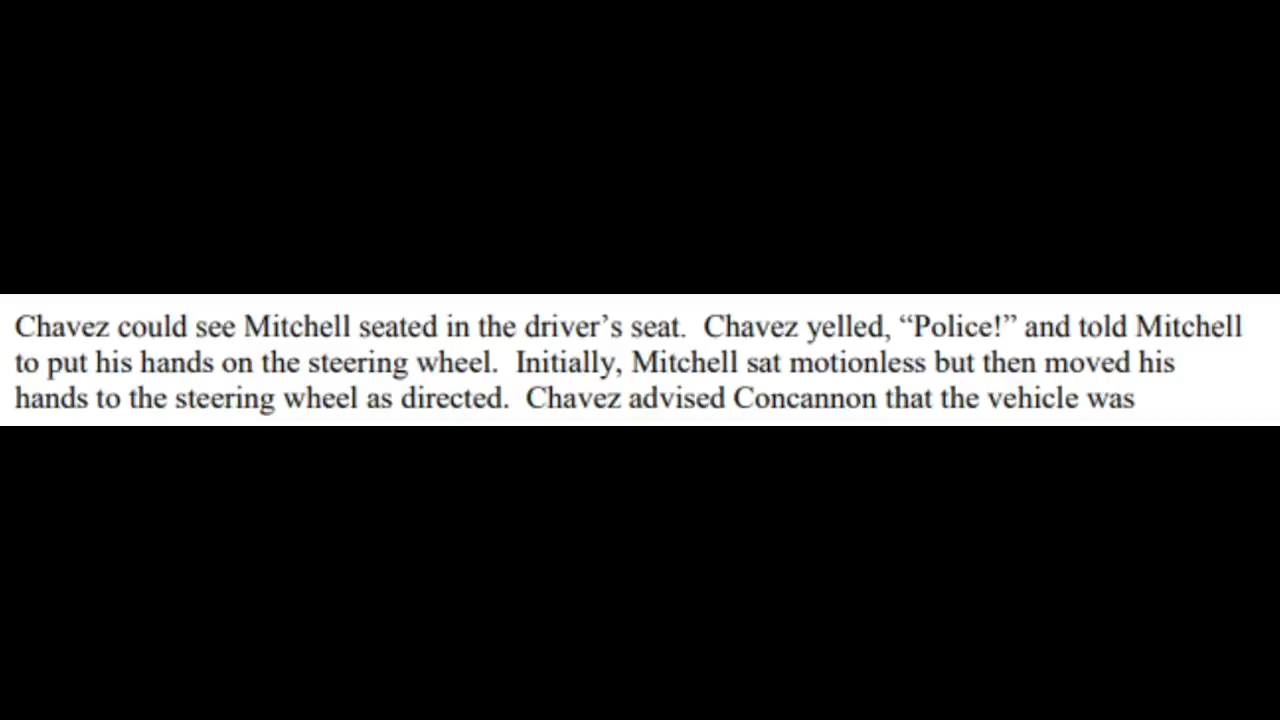 Chavez could see Mitchell seated in the driver’s seat.  Chavez yelled, “Police!” and told Mitchell
to put his hands on the steering wheel.  Initially, Mitchell sat motionless but then moved his
hands to the steering wheel as directed.  Chavez advised Concannon that the vehicle was